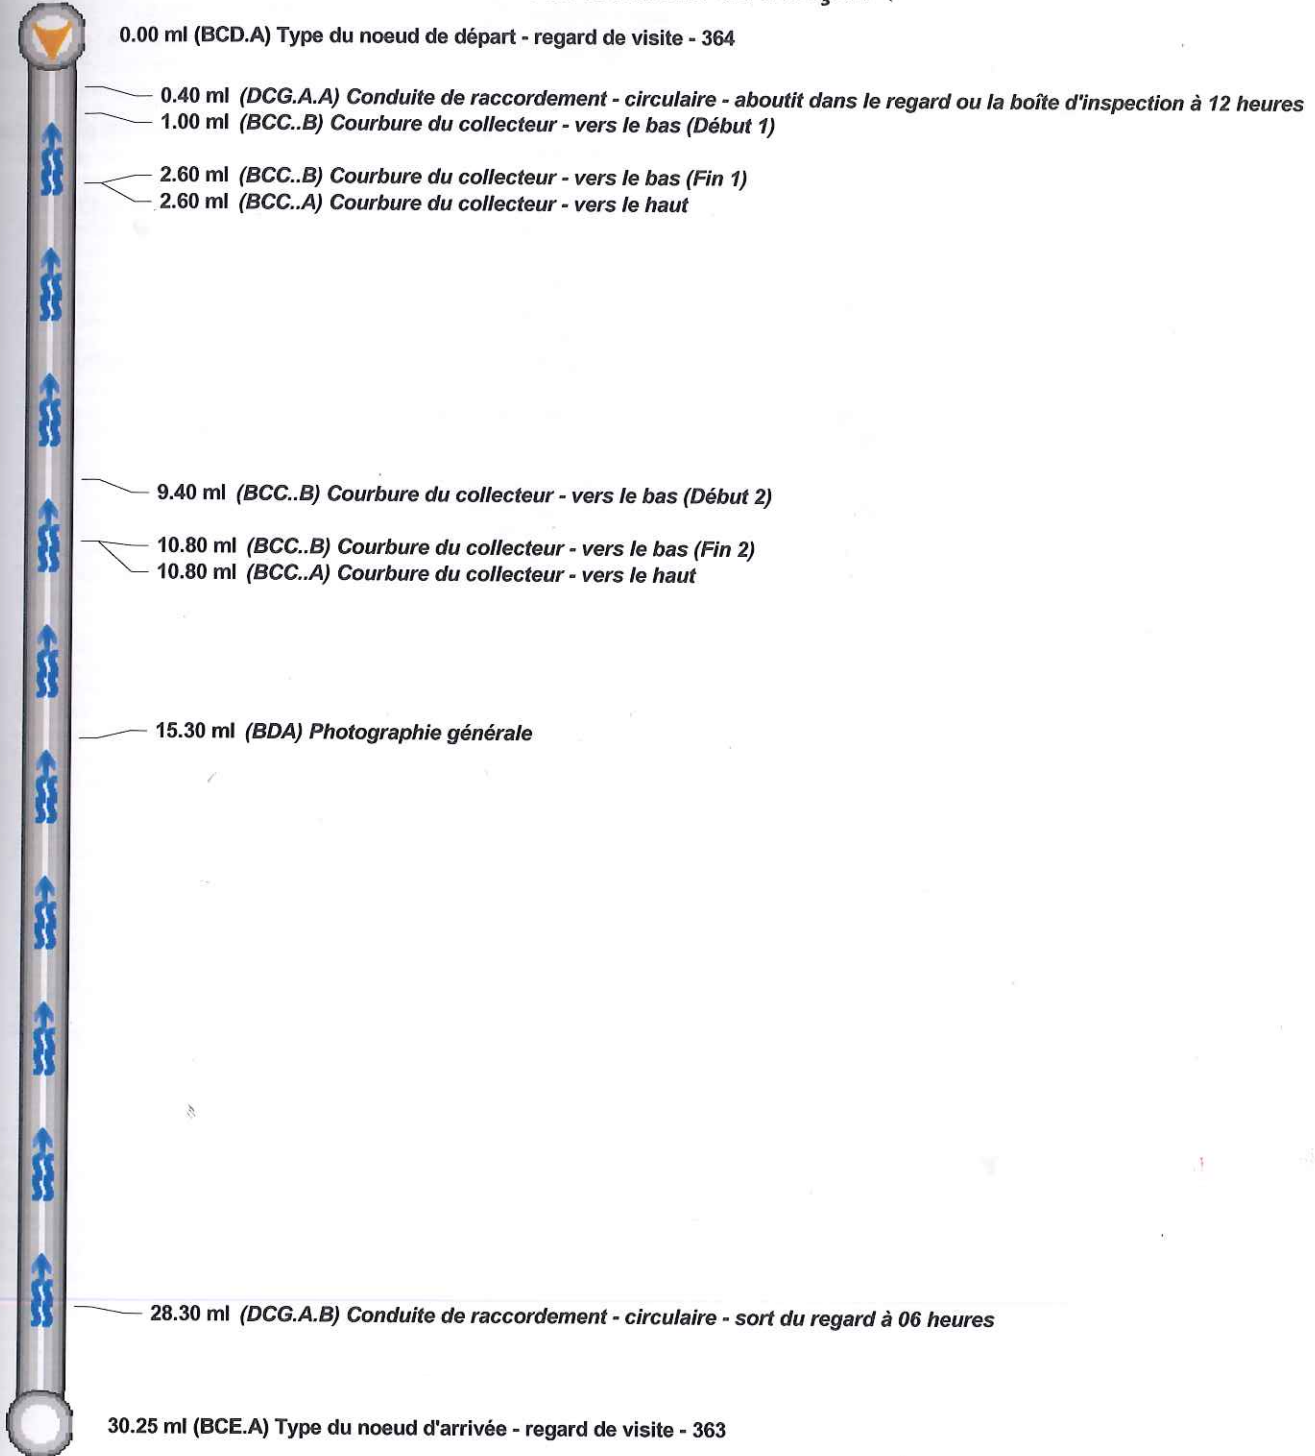 0.00 ml (BCD.A) Type du noeud de départ - regard de visite - 364
0.40 ml (DCG.A.A) Conduite de raccordement - circulaire - aboutit dans le regard ou la boîte d'inspection à 12 heures
1.00 ml (BCC..B) Courbure du collecteur - vers le bas (Début 1)
2.60 ml (BCC..B) Courbure du collecteur - vers le bas (Fin 1)
2.60 ml (BCC..A) Courbure du collecteur - vers le haut
9.40 ml (BCC..B) Courbure du collecteur - vers le bas (Début 2)
10.80 ml (BCC..B) Courbure du collecteur - vers le bas (Fin 2)
10.80 ml (BCC..A) Courbure du collecteur - vers le haut
15.30 ml (BDA) Photographie générale
28.30 ml (DCG.A.B) Conduite de raccordement - circulaire - sort du regard à 06 heures
30.25 ml (BCE.A) Type du noeud d'arrivée - regard de visite - 363